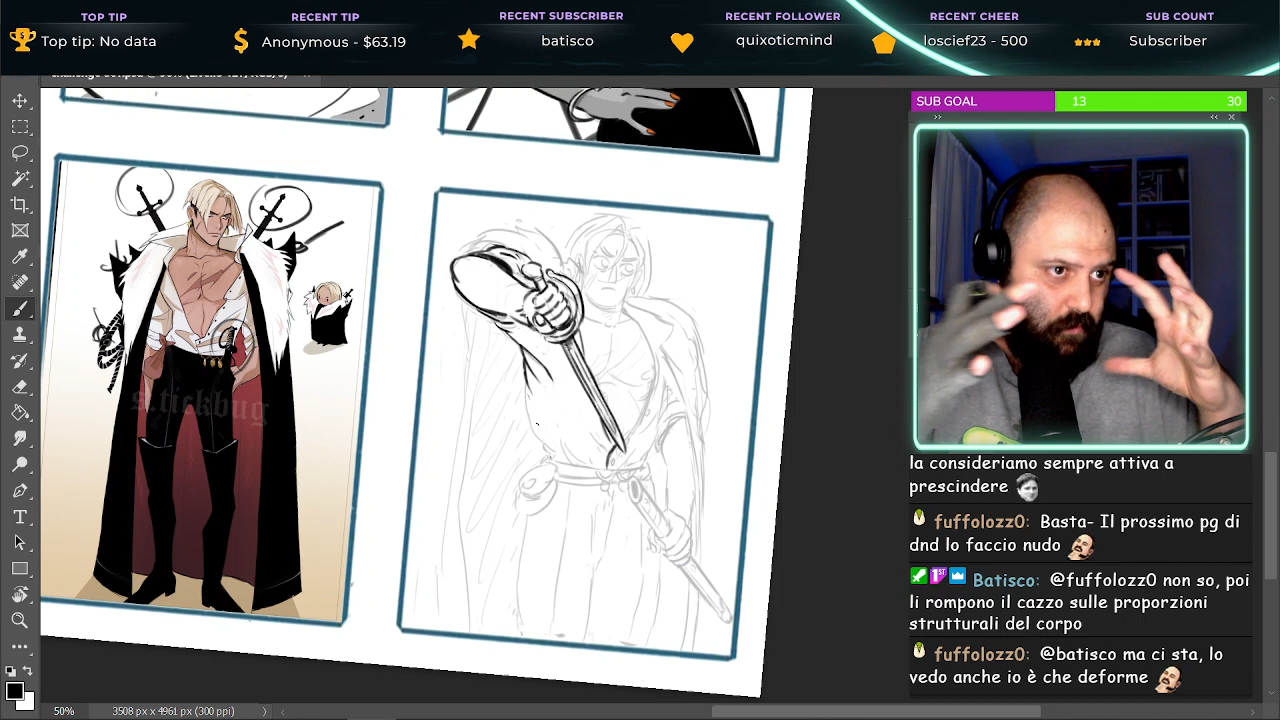 TOP TIP
Top tip: No data
RECENT TIP
Anonymous - $63.19
RECENT SUBSCRIBER
batisco
RECENT FOLLOWER
quixoticmind
RECENT CHEER
loscief23 - 500
SUB COUNT
Subscriber
SUB GOAL 13 30
s.tickbug
la consideriamo sempre attiva a
prescindere
fuffolozz0: Basta- Il prossimo pg di
dnd lo faccio nudo
Batisco: @fuffolozz0 non so, poi
li rompono il cazzo sulle proporzioni
strutturali del corpo
fuffolozz0: @batisco ma ci sta, lo
vedo anche io è che deforme
50% 3508 px x 4961 px (300 ppi)